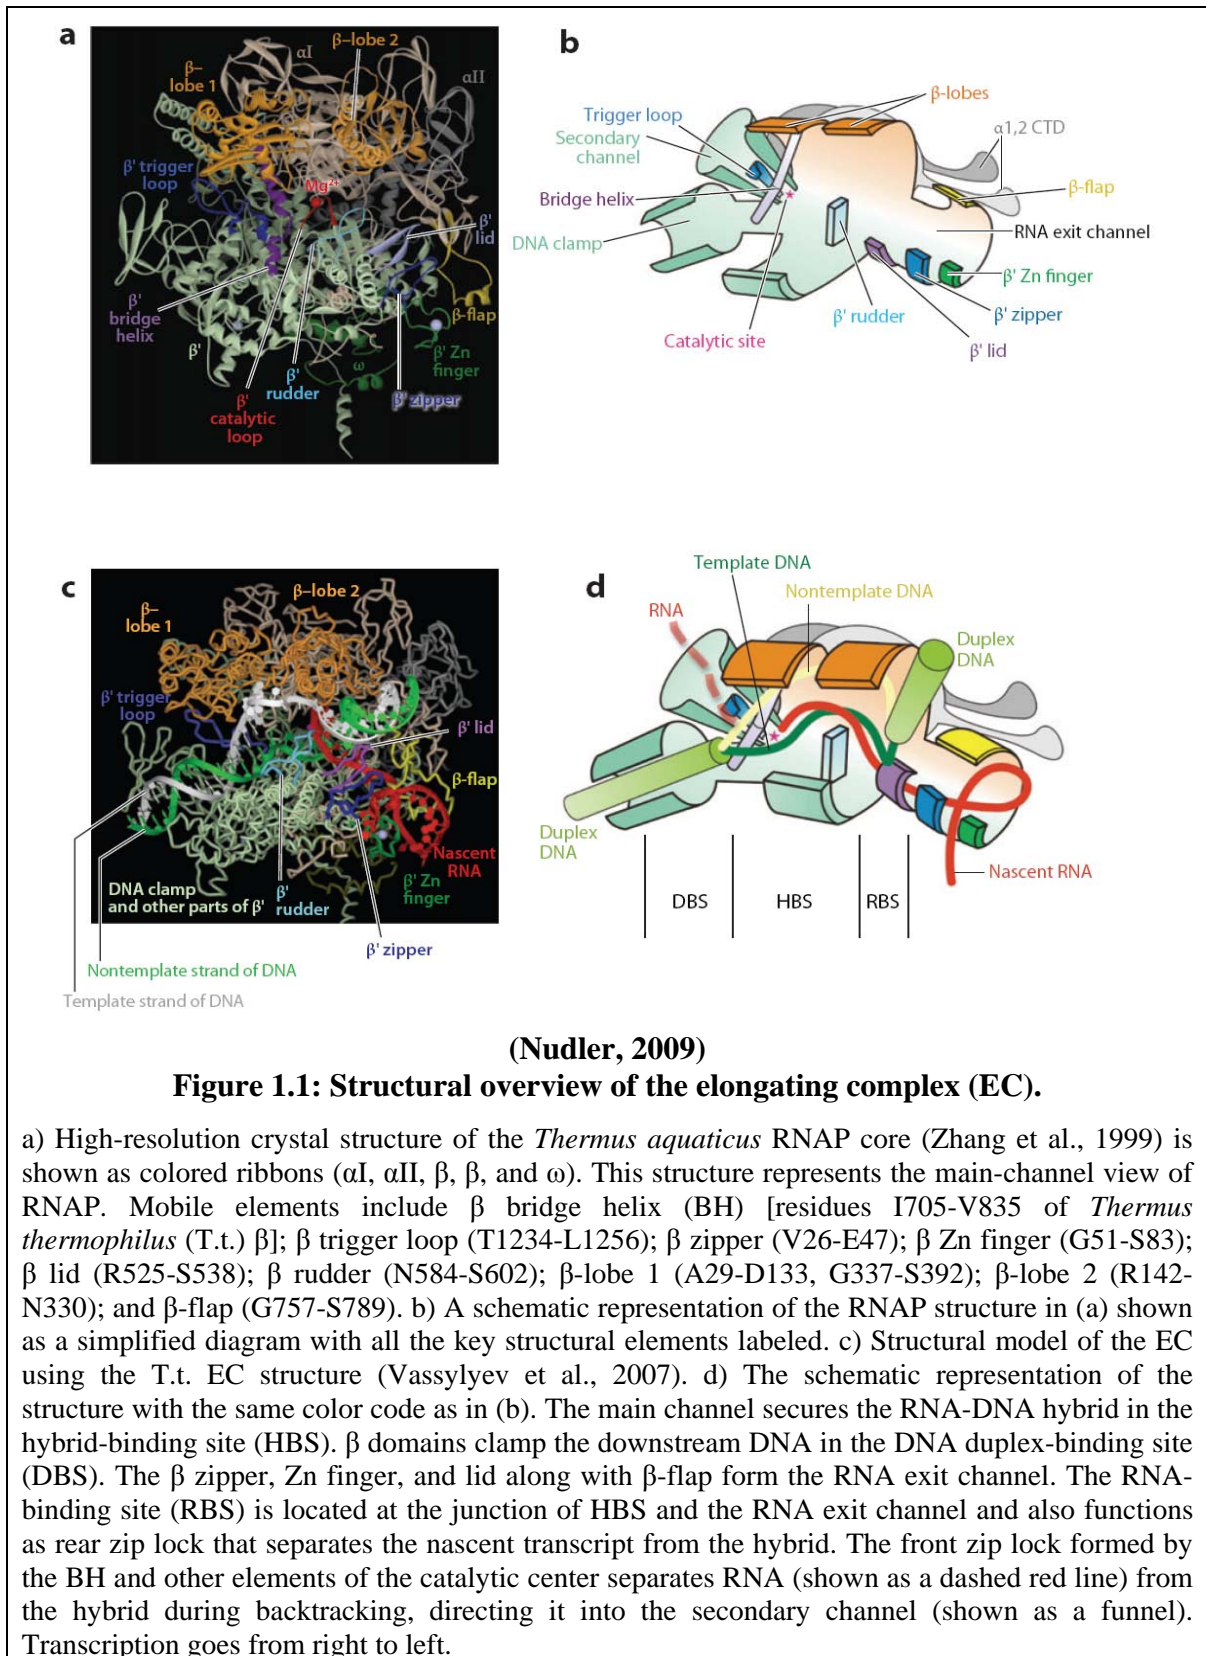 a
αI
β–lobe 2
αII
β–
lobe 1
β' trigger
loop
Mg²⁺
β'
lid
β'
bridge
helix
β-flap
β'
β' Zn
finger
ω
β'
rudder
β' zipper
β'
catalytic
loop
b
β-lobes
Trigger loop
Secondary
channel
α1,2 CTD
Bridge helix
β-flap
DNA clamp
RNA exit channel
β' Zn finger
β' rudder
β' zipper
Catalytic site
β' lid
c
β–lobe 2
β–
lobe 1
β' trigger
loop
β' lid
β-flap
Nascent
RNA
DNA clamp
and other parts of β'
β'
rudder
β' Zn
finger
β' zipper
Nontemplate strand of DNA
Template strand of DNA
d
Template DNA
Nontemplate DNA
RNA
Duplex
DNA
Duplex
DNA
Nascent RNA
DBS
HBS
RBS
(Nudler, 2009)
Figure 1.1: Structural overview of the elongating complex (EC).
a) High-resolution crystal structure of the Thermus aquaticus RNAP core (Zhang et al., 1999) is
shown as colored ribbons (αI, αII, β, β, and ω). This structure represents the main-channel view of
RNAP. Mobile elements include β bridge helix (BH) [residues I705-V835 of Thermus
thermophilus (T.t.) β]; β trigger loop (T1234-L1256); β zipper (V26-E47); β Zn finger (G51-S83);
β lid (R525-S538); β rudder (N584-S602); β-lobe 1 (A29-D133, G337-S392); β-lobe 2 (R142-
N330); and β-flap (G757-S789). b) A schematic representation of the RNAP structure in (a) shown
as a simplified diagram with all the key structural elements labeled. c) Structural model of the EC
using the T.t. EC structure (Vassylyev et al., 2007). d) The schematic representation of the
structure with the same color code as in (b). The main channel secures the RNA-DNA hybrid in the
hybrid-binding site (HBS). β domains clamp the downstream DNA in the DNA duplex-binding site
(DBS). The β zipper, Zn finger, and lid along with β-flap form the RNA exit channel. The RNA-
binding site (RBS) is located at the junction of HBS and the RNA exit channel and also functions
as rear zip lock that separates the nascent transcript from the hybrid. The front zip lock formed by
the BH and other elements of the catalytic center separates RNA (shown as a dashed red line) from
the hybrid during backtracking, directing it into the secondary channel (shown as a funnel).
Transcription goes from right to left.